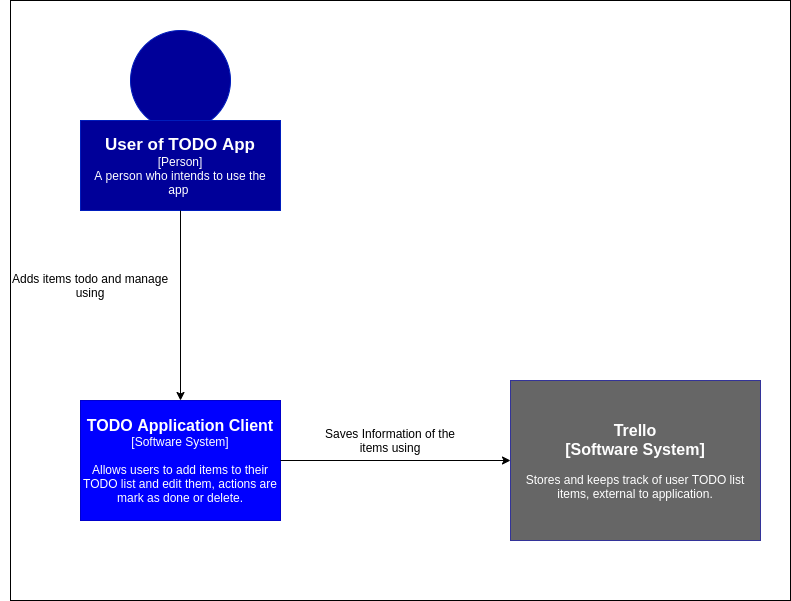 User of TODO App
[Person]
A person who intends to use the
app
Adds items todo and manage
using
TODO Application Client
[Software System]
Allows users to add items to their
TODO list and edit them, actions are
mark as done or delete.
Saves Information of the
items using
Trello
[Software System]
Stores and keeps track of user TODO list
items, external to application.